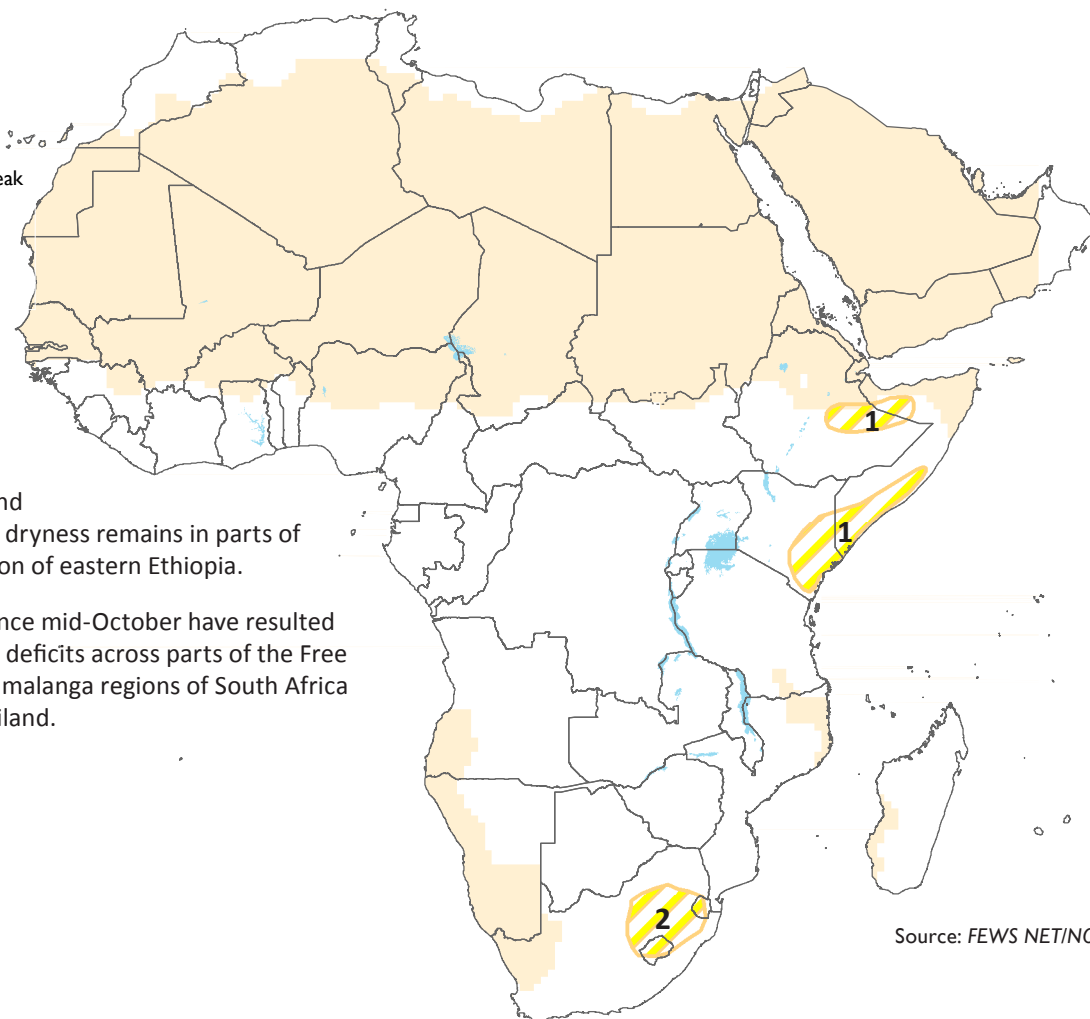 eak
1
nd
dryness remains in parts of
on of eastern Ethiopia.
1
nce mid-October have resulted
deficits across parts of the Free
malanga regions of South Africa
iland.
2
Source: FEWS NET/NO